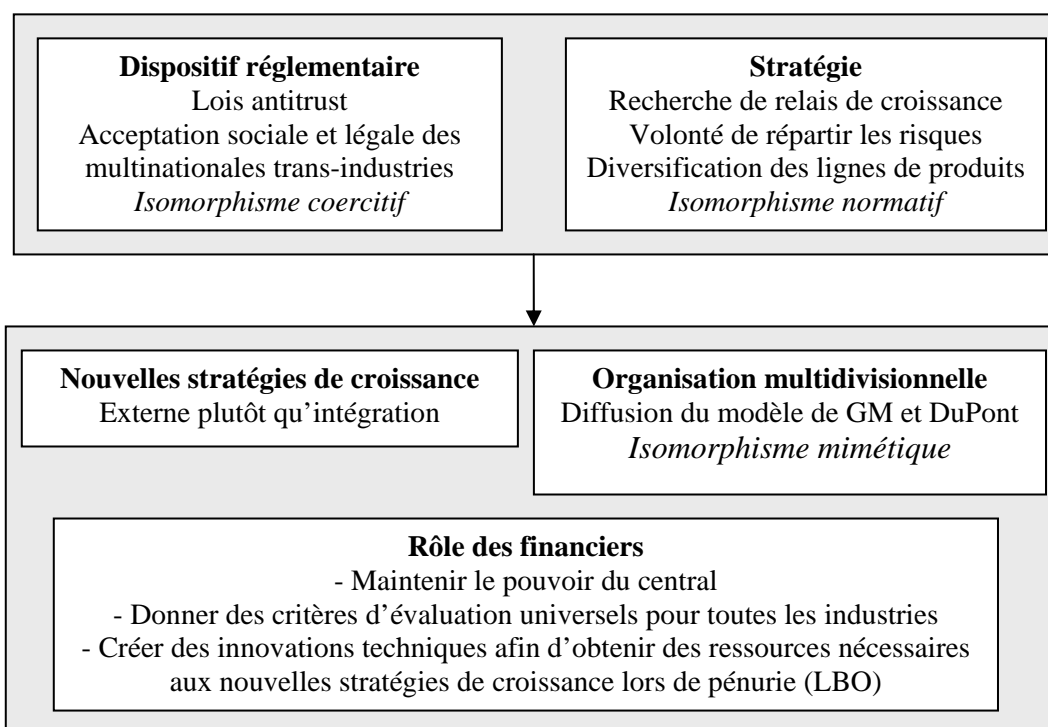 Dispositif réglementaire
Lois antitrust
Acceptation sociale et légale des
multinationales trans-industries
Isomorphisme coercitif
Stratégie
Recherche de relais de croissance
Volonté de répartir les risques
Diversification des lignes de produits
Isomorphisme normatif
Nouvelles stratégies de croissance
Externe plutôt qu’intégration
Organisation multidivisionnelle
Diffusion du modèle de GM et DuPont
Isomorphisme mimétique
Rôle des financiers
- Maintenir le pouvoir du central
- Donner des critères d’évaluation universels pour toutes les industries
- Créer des innovations techniques afin d’obtenir des ressources nécessaires
aux nouvelles stratégies de croissance lors de pénurie (LBO)